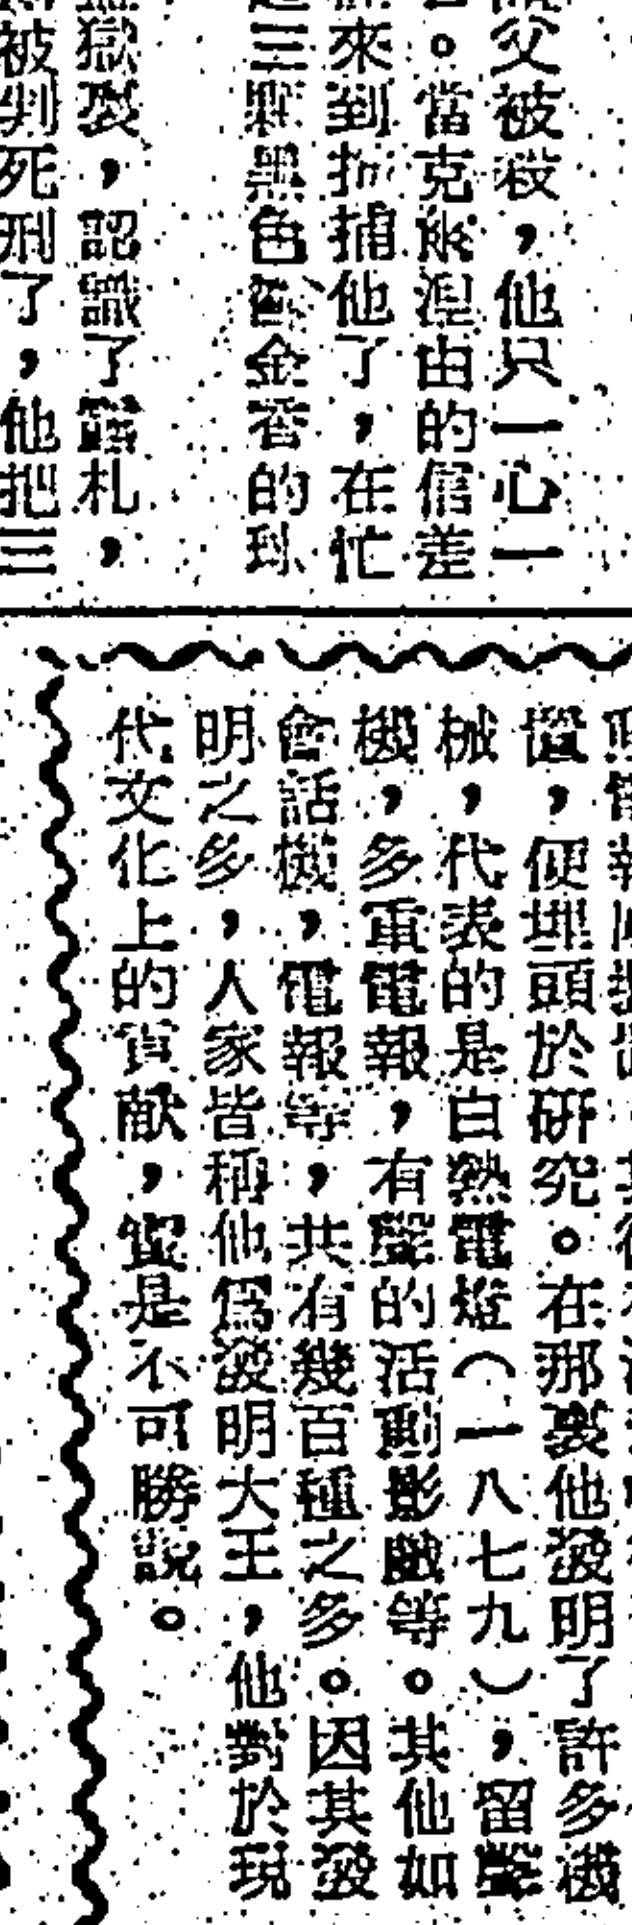 父被殺，他只一心一
。當克爾湼由的信差
來到拘捕他了，在忙
三顆黑色鬱金香的球
獄裂，認識了羅札，
被判死刑了，他把三
置，便埋頭於硏究。在那裏他發明了許多機
械，代表的是白熱電燈（一八七九），留聲
機，多重電報，有聲的活動影戲等。其他如
會話機，電報等，共有幾百種之多。因其發
明之多，人家皆稱他爲發明大王，他對於現
代文化上的貢献，實是不可勝說。